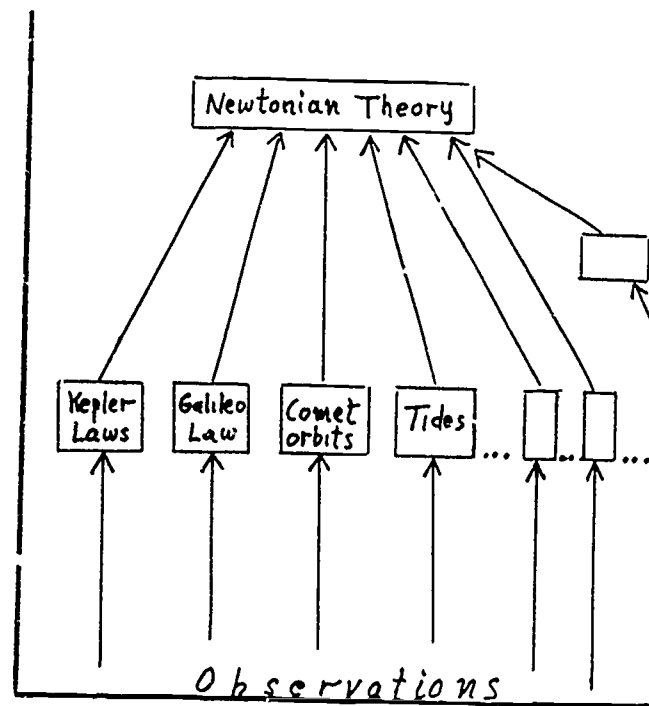 Newtonian Theory
Kepler
Laws
Galileo
Law
Comet
orbits
Tides
...
...
...
Observations